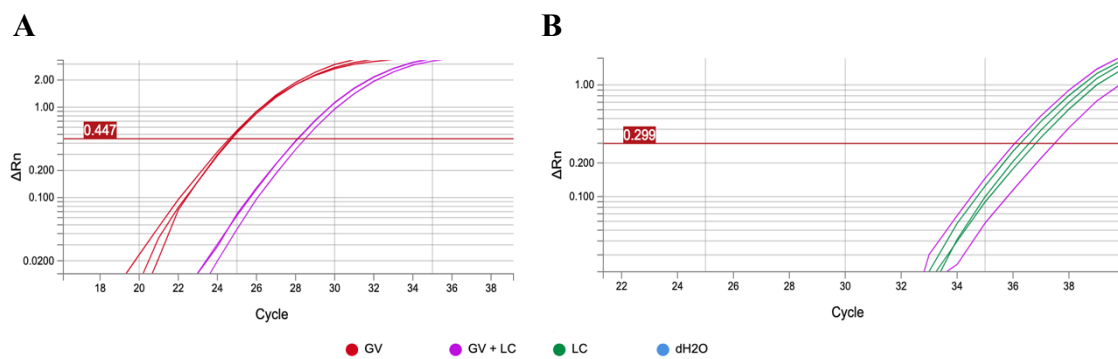 A
2.00
1.00
0.447
0.200
0.100
0.0200
ΔRn
18 20 22 24 26 28 30 32 34 36 38
Cycle
B
1.00
0.299
0.200
0.100
ΔRn
22 24 26 28 30 32 34 36 38
Cycle
GV GV + LC LC dH2O